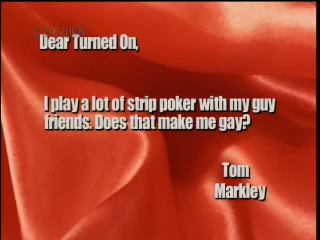 Dear Turned On,
I play a lot of strip poker with my guy
friends. Does that make me gay?
Tom
Markley